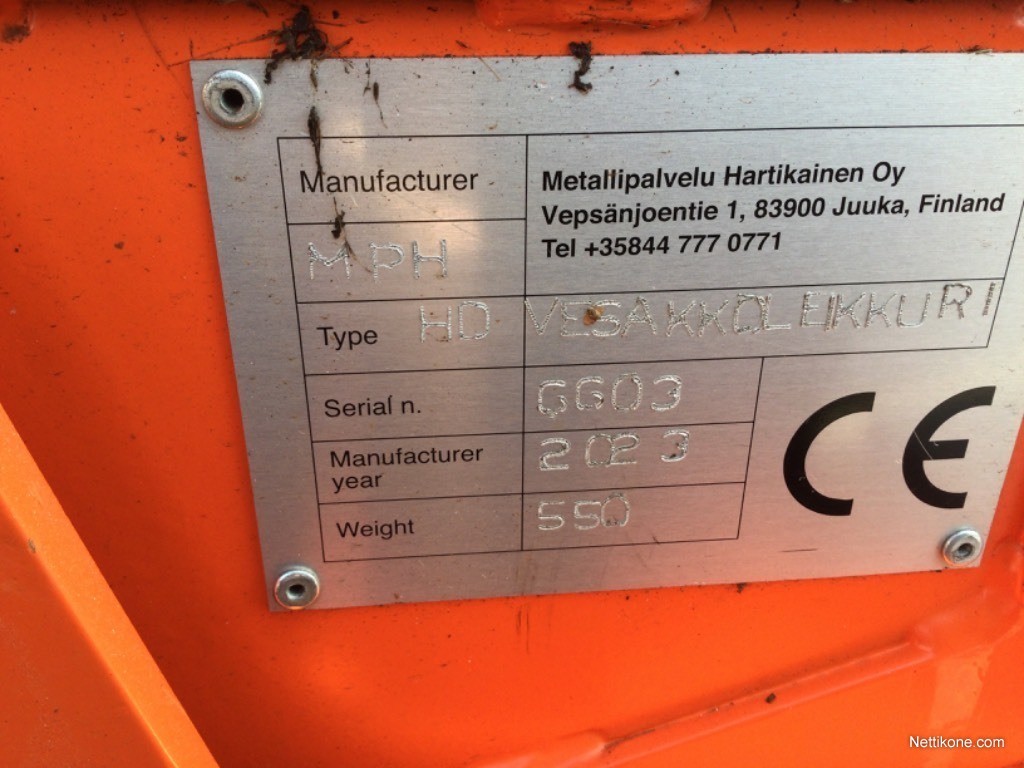 Manufacturer
Metallipalvelu Hartikainen Oy
Vepsänjoentie 1, 83900 Juuka, Finland
Tel +35844 777 0771
MPH
Type HD VESAKKOLEIKKURI
Serial n. GG03
Manufacturer year 2023
Weight 550
CE
Nettikone.com